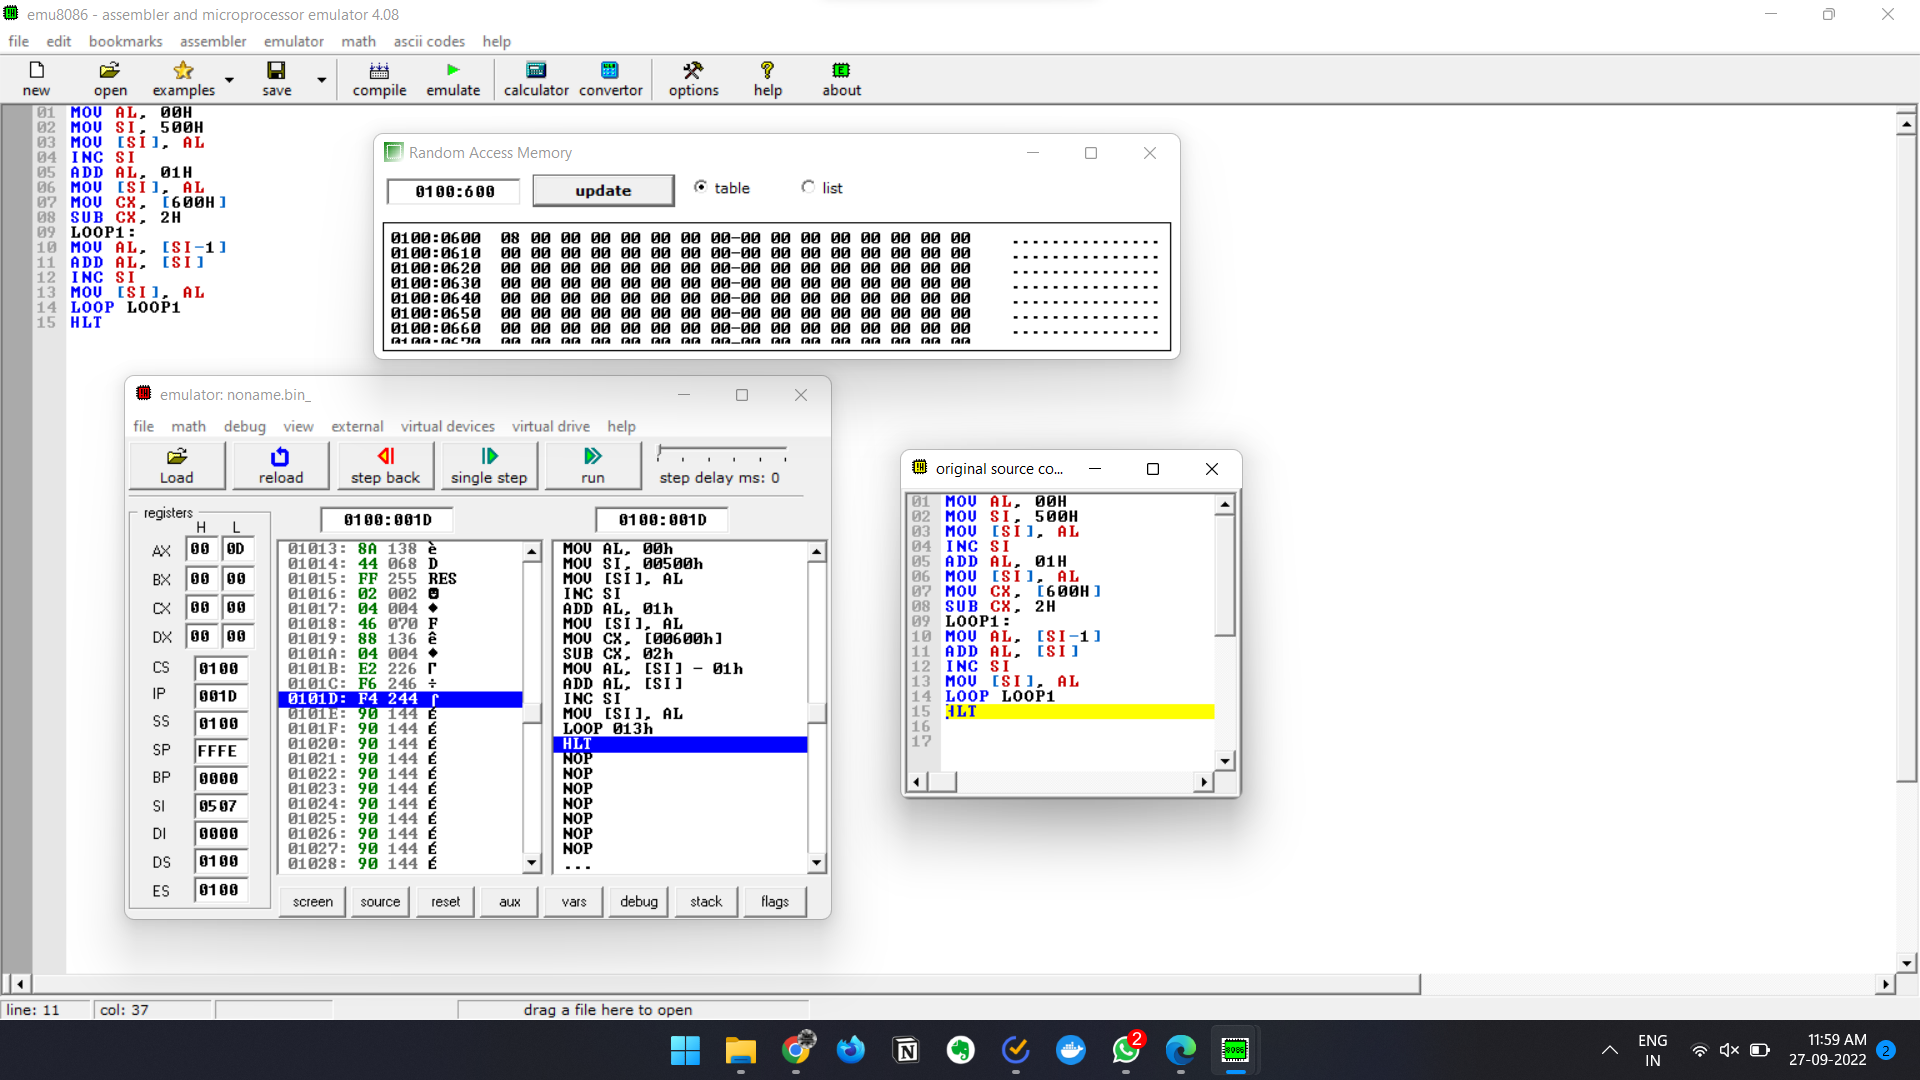 emu8086 - assembler and microprocessor emulator 4.08
file edit bookmarks assembler emulator math ascii codes help
new open examples save compile emulate calculator convertor options help about
01 MOV AL, 00H
02 MOV SI, 500H
03 MOV [SI], AL
04 INC SI
05 ADD AL, 01H
06 MOV [SI], AL
07 MOV CX, [600H]
08 SUB CX, 2H
09 LOOP1:
10 MOV AL, [SI-1]
11 ADD AL, [SI]
12 INC SI
13 MOV [SI], AL
14 LOOP LOOP1
15 HLT
Random Access Memory
0100:600 update table list
0100:0600 08 00 00 00 00 00 00 00-00 00 00 00 00 00 00 00 ................
0100:0610 00 00 00 00 00 00 00 00-00 00 00 00 00 00 00 00 ................
0100:0620 00 00 00 00 00 00 00 00-00 00 00 00 00 00 00 00 ................
0100:0630 00 00 00 00 00 00 00 00-00 00 00 00 00 00 00 00 ................
0100:0640 00 00 00 00 00 00 00 00-00 00 00 00 00 00 00 00 ................
0100:0650 00 00 00 00 00 00 00 00-00 00 00 00 00 00 00 00 ................
0100:0660 00 00 00 00 00 00 00 00-00 00 00 00 00 00 00 00 ................
0100:0670 00 00 00 00 00 00 00 00-00 00 00 00 00 00 00 00
emulator: noname.bin_
file math debug view external virtual devices virtual drive help
Load reload step back single step run step delay ms: 0
registers
H L
AX 00 0D
BX 00 00
CX 00 00
DX 00 00
CS 0100
IP 001D
SS 0100
SP FFFE
BP 0000
SI 0507
DI 0000
DS 0100
ES 0100
0100:001D
01013: 8A 138 è
01014: 44 068 D
01015: FF 255 RES
01016: 02 002 ☻
01017: 04 004 ♦
01018: 46 070 F
01019: 88 136 ê
0101A: 04 004 ♦
0101B: E2 226 Γ
0101C: F6 246 ÷
0101D: F4 244 ⌠
0101E: 90 144 É
0101F: 90 144 É
01020: 90 144 É
01021: 90 144 É
01022: 90 144 É
01023: 90 144 É
01024: 90 144 É
01025: 90 144 É
01026: 90 144 É
01027: 90 144 É
01028: 90 144 É
0100:001D
MOV AL, 00h
MOV SI, 00500h
MOV [SI], AL
INC SI
ADD AL, 01h
MOV [SI], AL
MOV CX, [00600h]
SUB CX, 02h
MOV AL, [SI] - 01h
ADD AL, [SI]
INC SI
MOV [SI], AL
LOOP 013h
HLT
NOP
NOP
NOP
NOP
NOP
NOP
NOP
...
screen source reset aux vars debug stack flags
original source co...
01 MOV AL, 00H
02 MOV SI, 500H
03 MOV [SI], AL
04 INC SI
05 ADD AL, 01H
06 MOV [SI], AL
07 MOV CX, [600H]
08 SUB CX, 2H
09 LOOP1:
10 MOV AL, [SI-1]
11 ADD AL, [SI]
12 INC SI
13 MOV [SI], AL
14 LOOP LOOP1
15 HLT
16
17
line: 11 col: 37 drag a file here to open
2
ENG
IN
11:59 AM
27-09-2022
2
8086